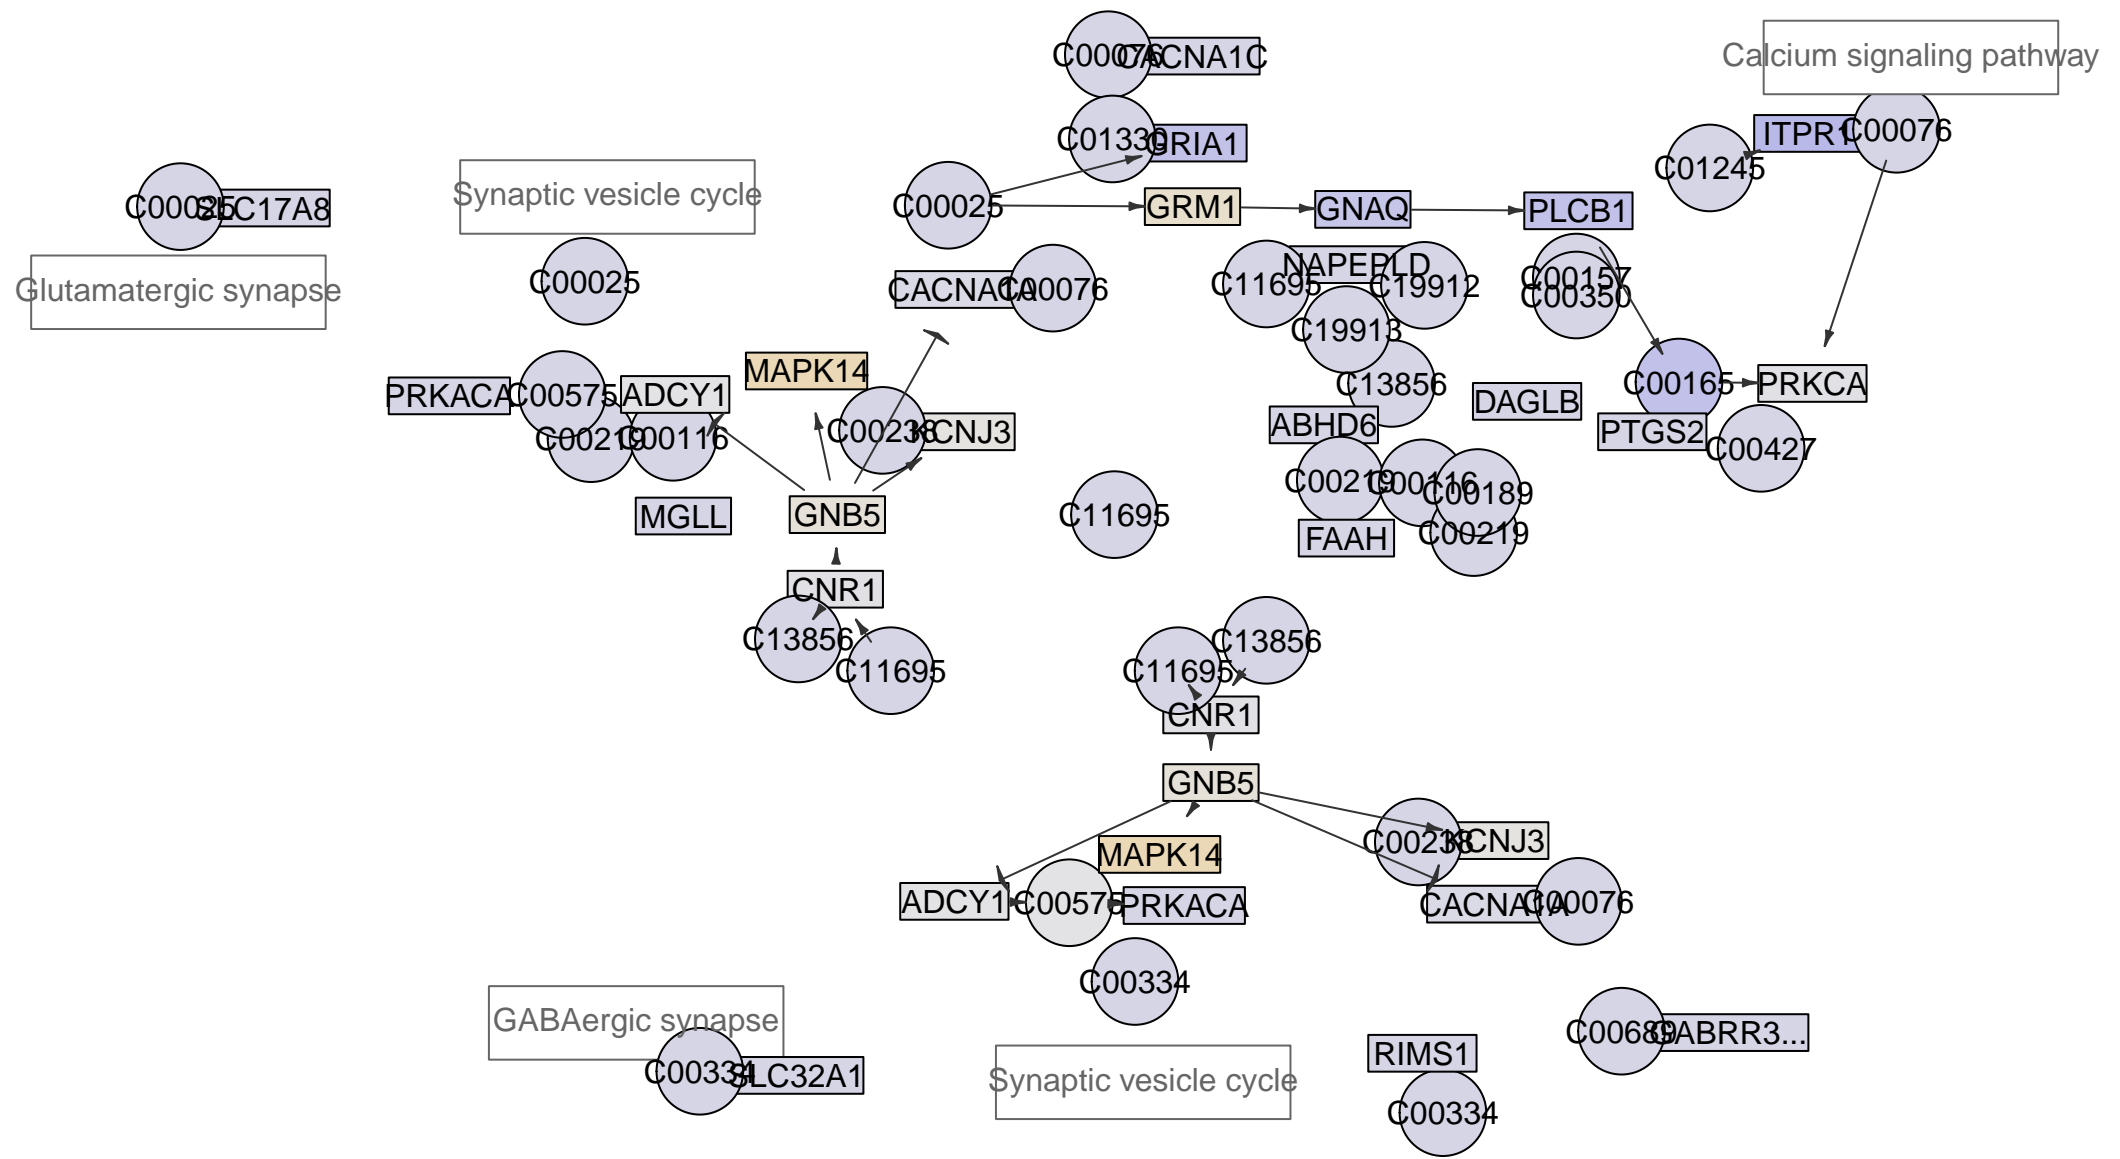 C00076
CACNA1C
Calcium signaling pathway
C01330
GRIA1
ITPR1
C00076
C01245
C00025
SLC17A8
Synaptic vesicle cycle
C00025
GRM1
GNAQ
PLCB1
Glutamatergic synapse
C00025
CACNA1A
C00076
C11695
NAPEPLD
C19912
C00157
C00350
C19913
PRKACA
C00575
ADCY1
MAPK14
C13856
DAGLB
C00165
PRKCA
C00219
C00116
C00238
KCNJ3
ABHD6
PTGS2
C00427
MGLL
GNB5
C11695
C00219
C00116
C00189
FAAH
C00219
CNR1
C13856
C11695
C11695
C13856
CNR1
GNB5
MAPK14
C00238
KCNJ3
ADCY1
C00575
PRKACA
CACNA1A
C00076
C00334
GABAergic synapse
C00334
SLC32A1
Synaptic vesicle cycle
RIMS1
C00334
C00689
GABRR3...